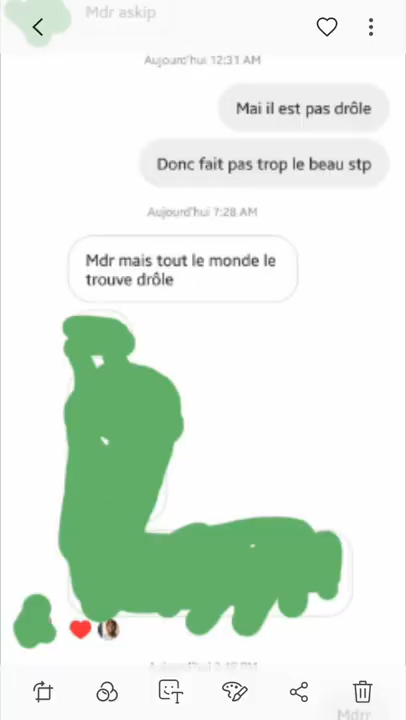 Mdr askip
Aujourd'hui 12:31 AM
Mai il est pas drôle
Donc fait pas trop le beau stp
Aujourd'hui 7:28 AM
Mdr mais tout le monde le
trouve drôle
Mdrr